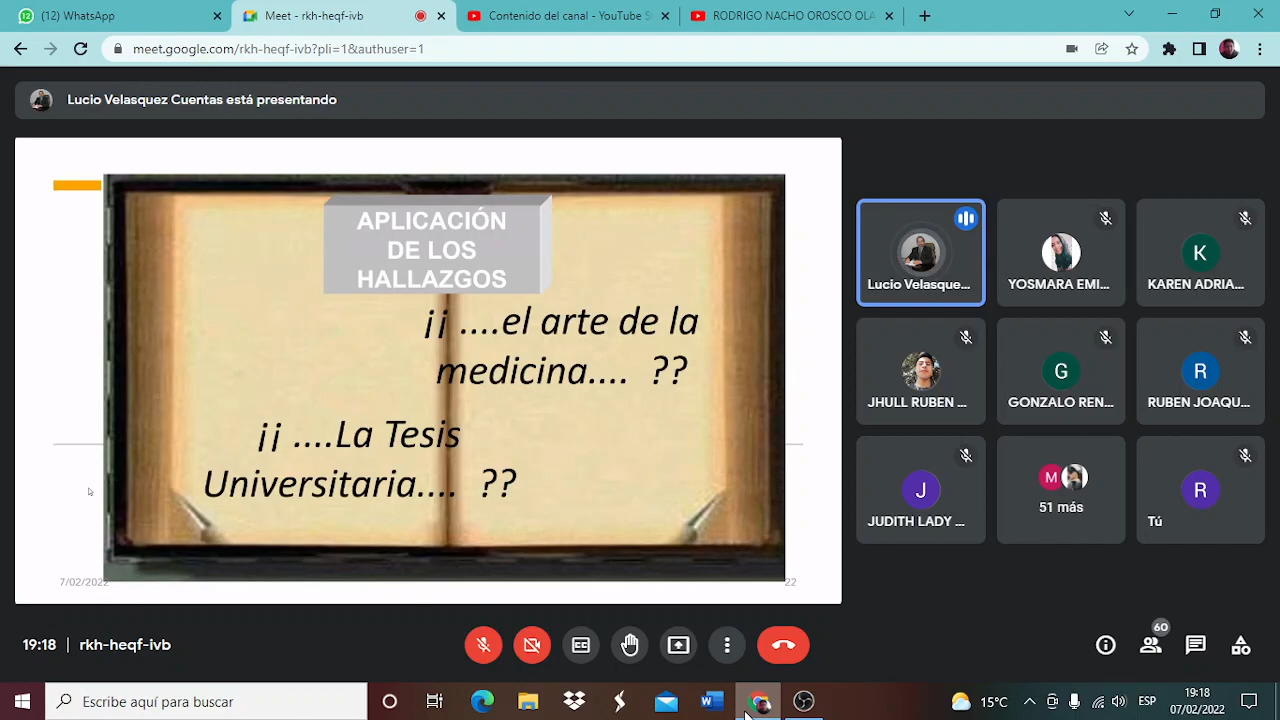 (12) WhatsApp
Meet - rkh-heqf-ivb
Contenido del canal - YouTube S
RODRIGO NACHO OROSCO OLA
meet.google.com/rkh-heqf-ivb?pli=1&authuser=1
Lucio Velasquez Cuentas está presentando
APLICACIÓN
DE LOS
HALLAZGOS
¡¡ ....el arte de la
medicina.... ??
¡¡ ....La Tesis
Universitaria.... ??
7/02/2022
22
Lucio Velasque...
YOSMARA EMI...
K
KAREN ADRIA...
JHULL RUBEN ...
G
GONZALO REN...
R
RUBEN JOAQU...
J
JUDITH LADY ...
M
51 más
R
Tú
19:18 | rkh-heqf-ivb
60
Escribe aquí para buscar
15°C
ESP
19:18
07/02/2022